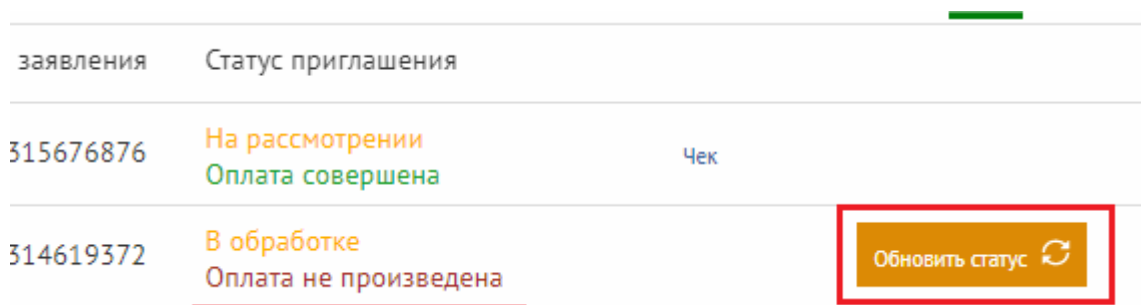 заявления Статус приглашения
315676876 На рассмотрении Чек
Оплата совершена
314619372 В обработке Обновить статус
Оплата не произведена